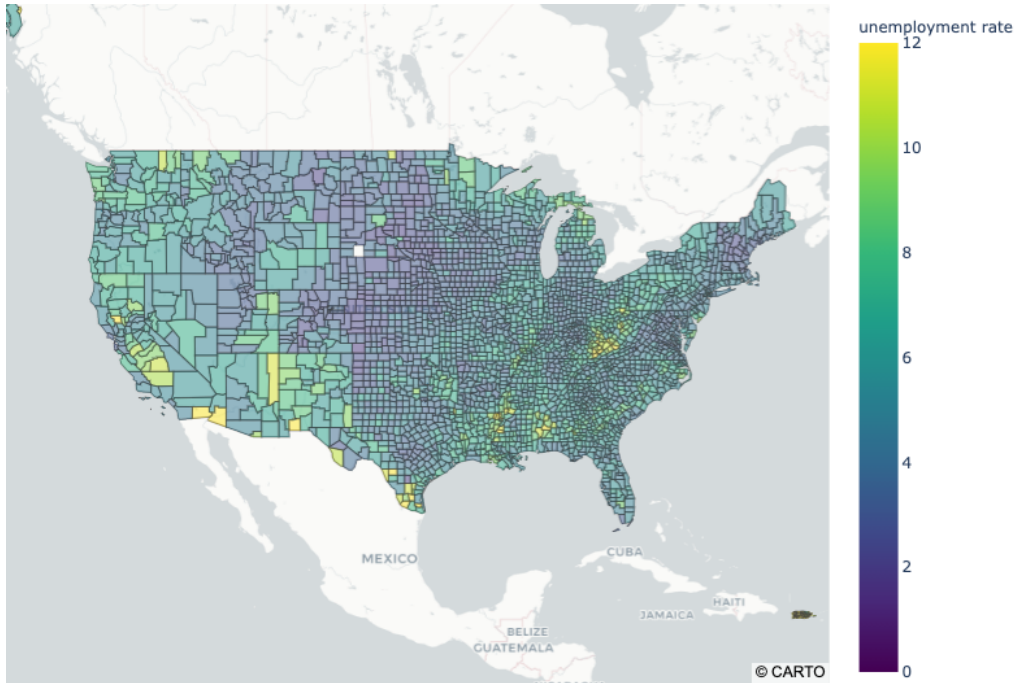 unemployment rate
12
10
8
6
4
2
0
MEXICO
CUBA
HAITI
JAMAICA
BELIZE
GUATEMALA
© CARTO